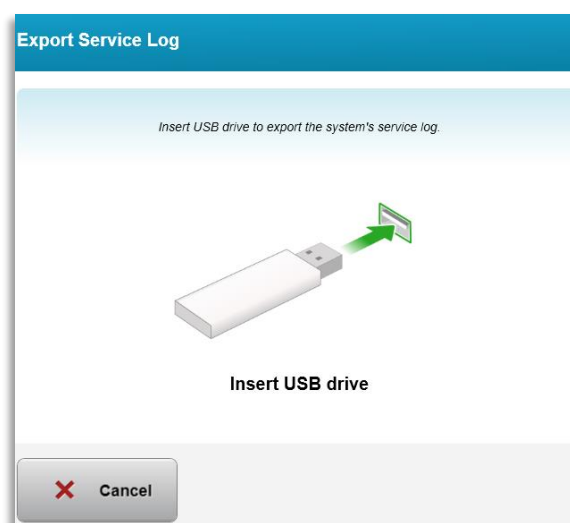 Export Service Log
Insert USB drive to export the system's service log.
Insert USB drive
Cancel